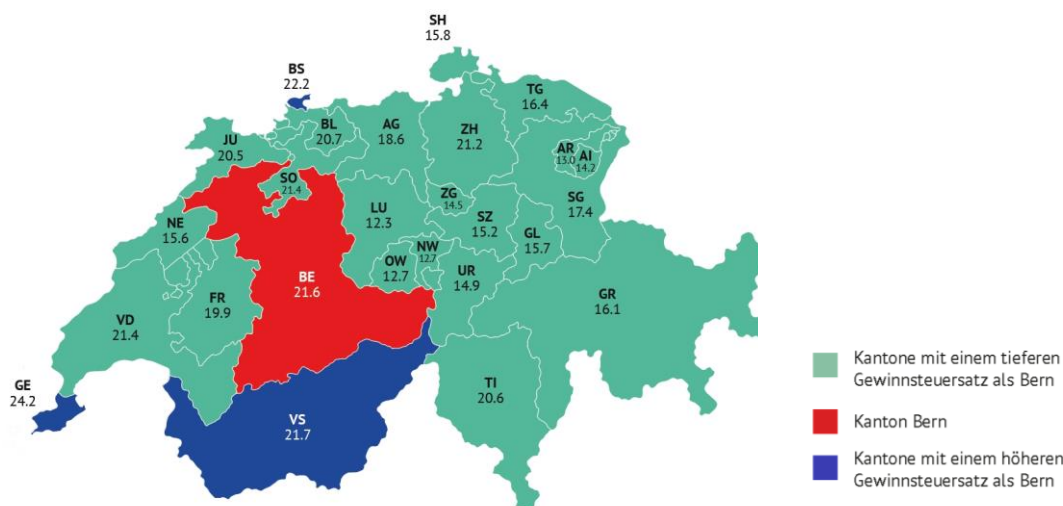 SH
15.8
BS
22.2
TG
16.4
BL
20.7
AG
18.6
ZH
21.2
JU
20.5
AR
13.0
AI
14.2
SO
21.4
ZG
14.5
LU
12.3
SZ
15.2
SG
17.4
NE
15.6
GL
15.7
NW
12.7
OW
12.7
UR
14.9
BE
21.6
FR
19.9
GR
16.1
VD
21.4
GE
24.2
TI
20.6
VS
21.7
Kantone mit einem tieferen
Gewinnsteuersatz als Bern
Kanton Bern
Kantone mit einem höheren
Gewinnsteuersatz als Bern